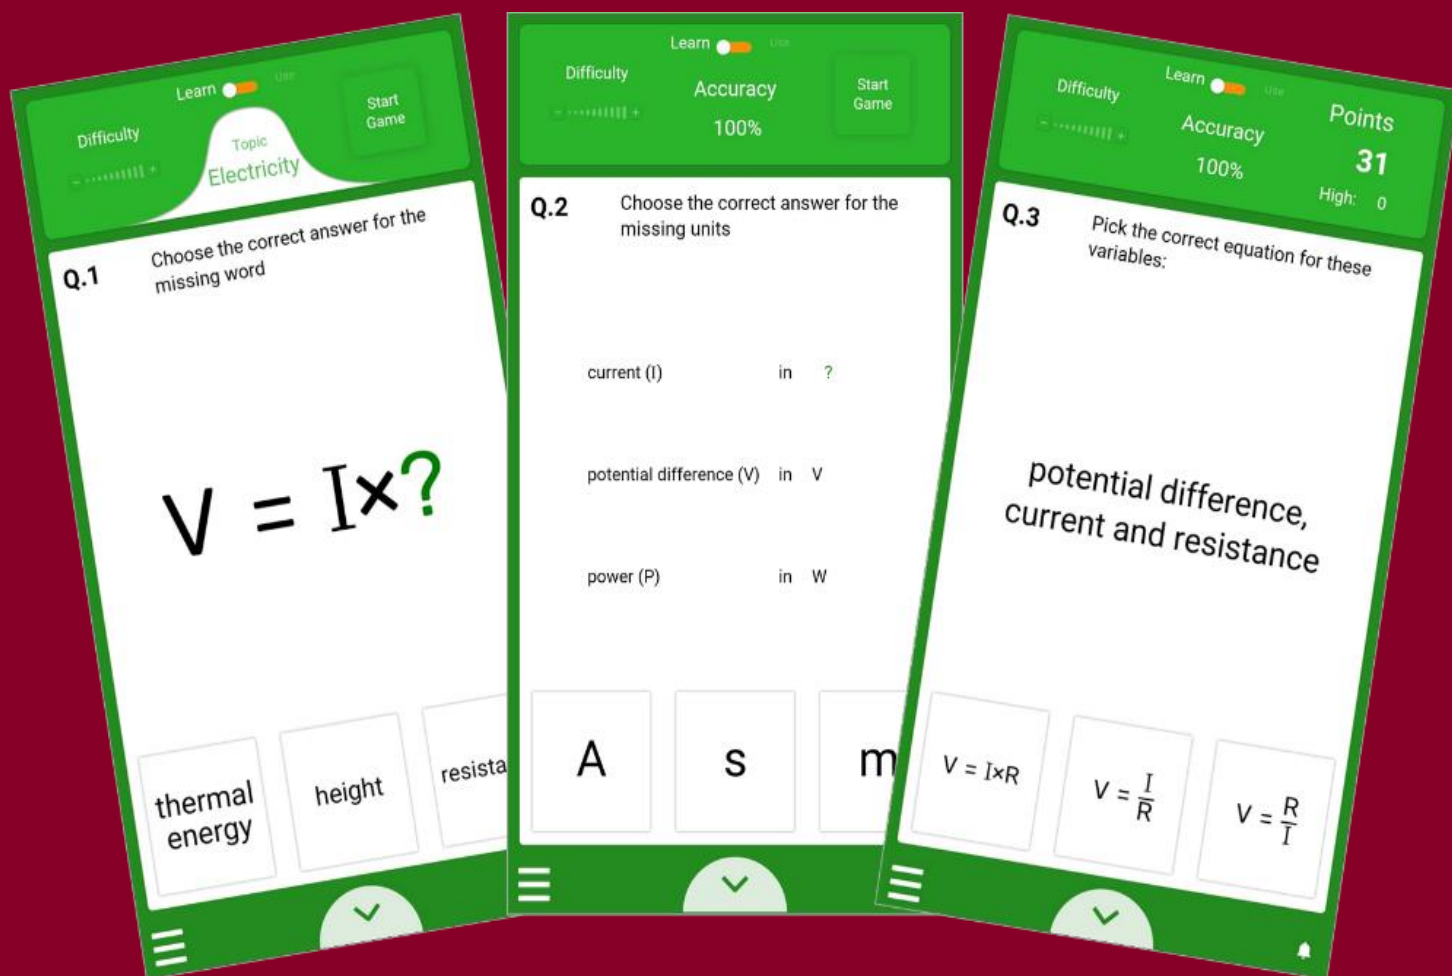 Learn Use
Difficulty
Start
Game
Topic
Electricity
Q.1
Choose the correct answer for the
missing word
V = I×?
thermal
energy
height
resista
Learn Use
Difficulty
Accuracy
100%
Start
Game
Q.2
Choose the correct answer for the
missing units
current (I) in ?
potential difference (V) in V
power (P) in W
A
s
m
Learn Use
Difficulty
Accuracy
100%
Points
31
High: 0
Q.3
Pick the correct equation for these
variables:
potential difference,
current and resistance
V = I×R
V = I/R
V = R/I